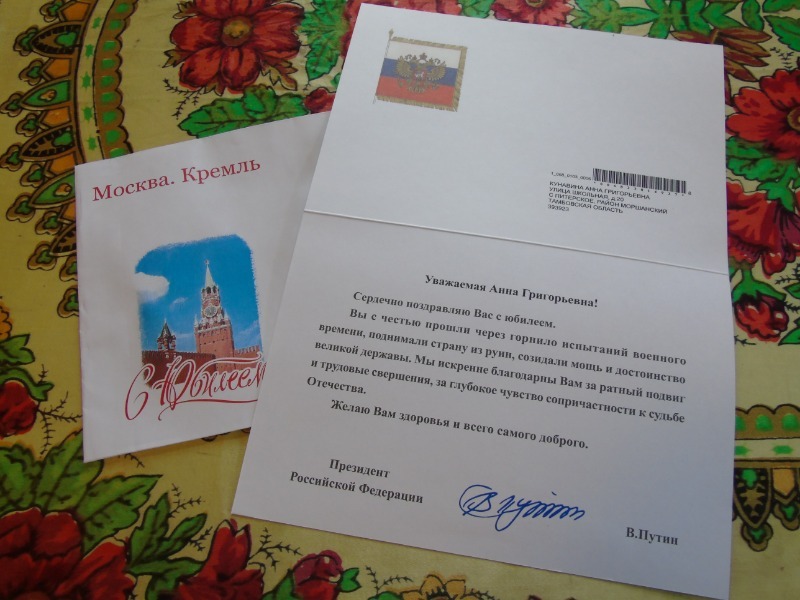 Москва. Кремль
С Юбилеем
КУНАВИНА АННА ГРИГОРЬЕВНА
УЛИЦА ШКОЛЬНАЯ, д.20
С ПИТЕРСКОЕ, РАЙОН МОРШАНСКИЙ
ТАМБОВСКАЯ ОБЛАСТЬ
393923
Уважаемая Анна Григорьевна!
Сердечно поздравляю Вас с юбилеем.
Вы с честью прошли через горнило испытаний военного
времени, поднимали страну из руин, созидали мощь и достоинство
великой державы. Мы искренне благодарны Вам за ратный подвиг
и трудовые свершения, за глубокое чувство сопричастности к судьбе
Отечества.
Желаю Вам здоровья и всего самого доброго.
Президент
Российской Федерации
В.Путин